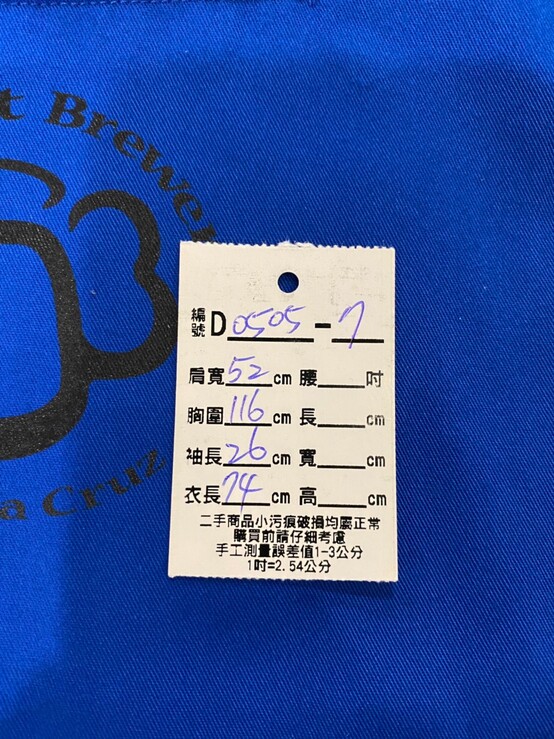 t Brewer
a Cruz
編號 D 0505 - 7
肩寬 52 cm 腰 吋
胸圍 116 cm 長 cm
袖長 26 cm 寬 cm
衣長 74 cm 高 cm
二手商品小污痕破損均屬正常
購買前請仔細考慮
手工測量誤差值1-3公分
1吋=2.54公分